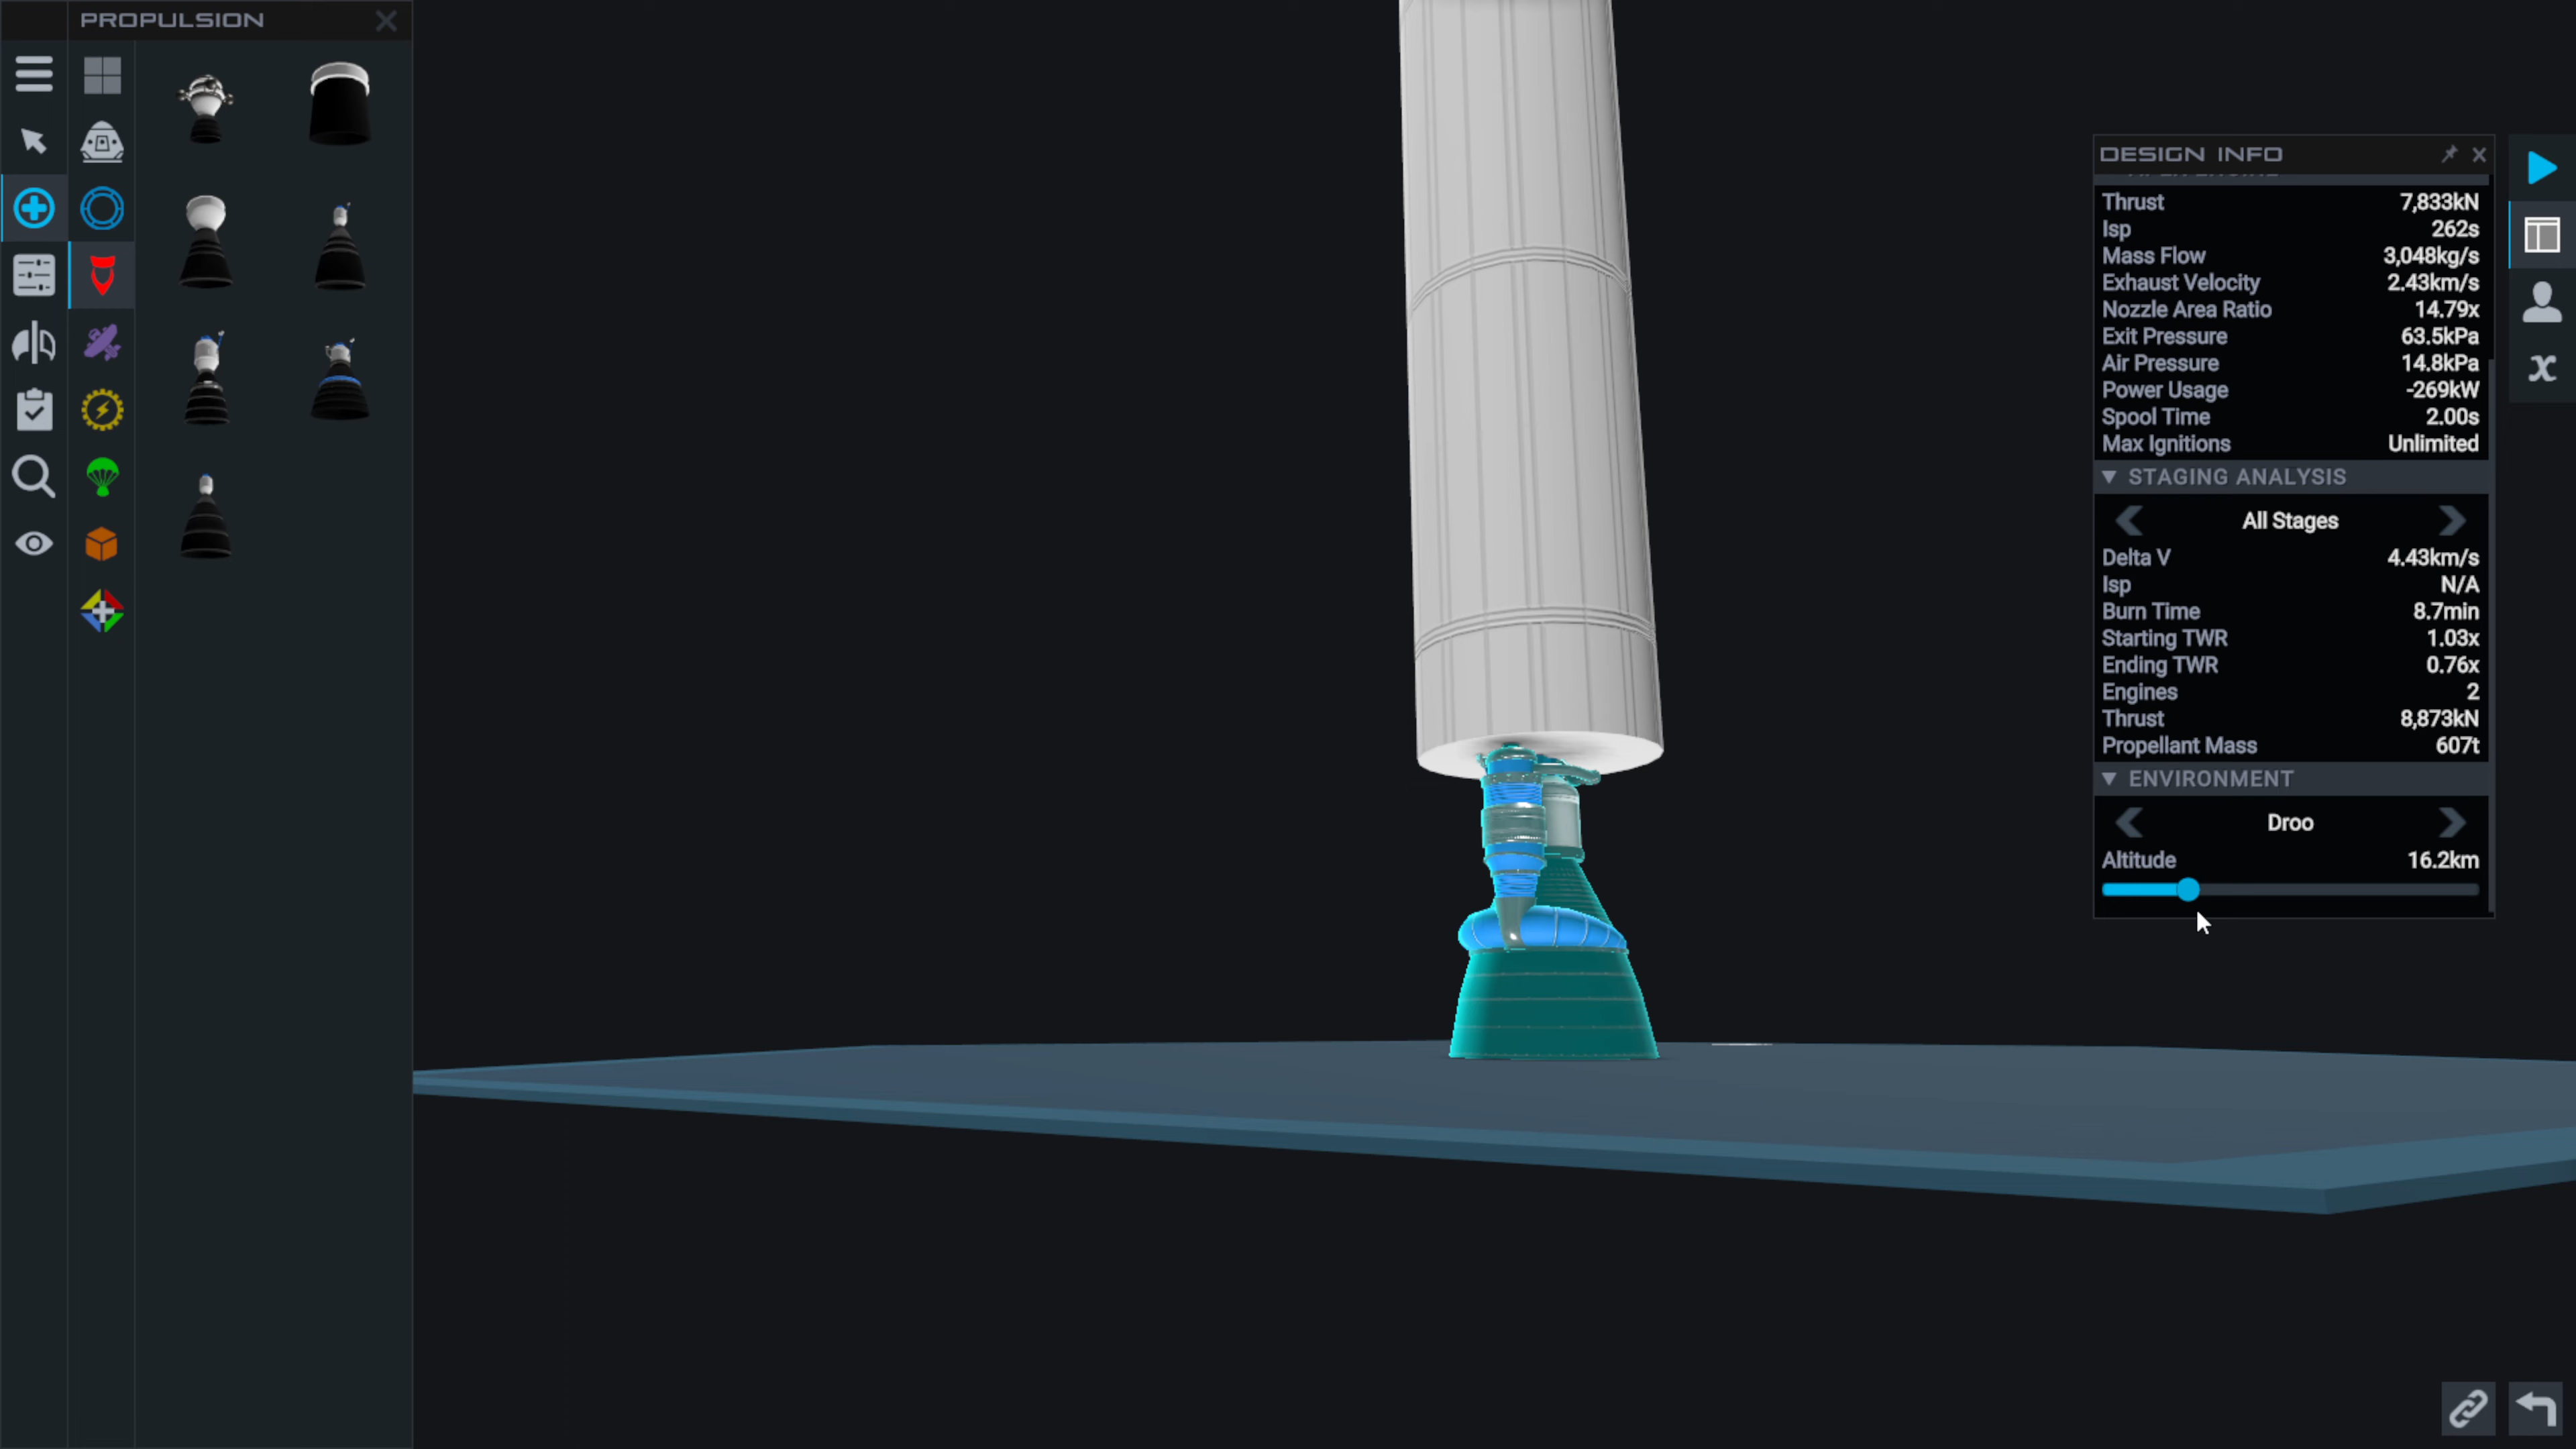 PROPULSION
DESIGN INFO
Thrust 7,833kN
Isp 262s
Mass Flow 3,048kg/s
Exhaust Velocity 2.43km/s
Nozzle Area Ratio 14.79x
Exit Pressure 63.5kPa
Air Pressure 14.8kPa
Power Usage -269kW
Spool Time 2.00s
Max Ignitions Unlimited
STAGING ANALYSIS
All Stages
Delta V 4.43km/s
Isp N/A
Burn Time 8.7min
Starting TWR 1.03x
Ending TWR 0.76x
Engines 2
Thrust 8,873kN
Propellant Mass 607t
ENVIRONMENT
Droo
Altitude 16.2km